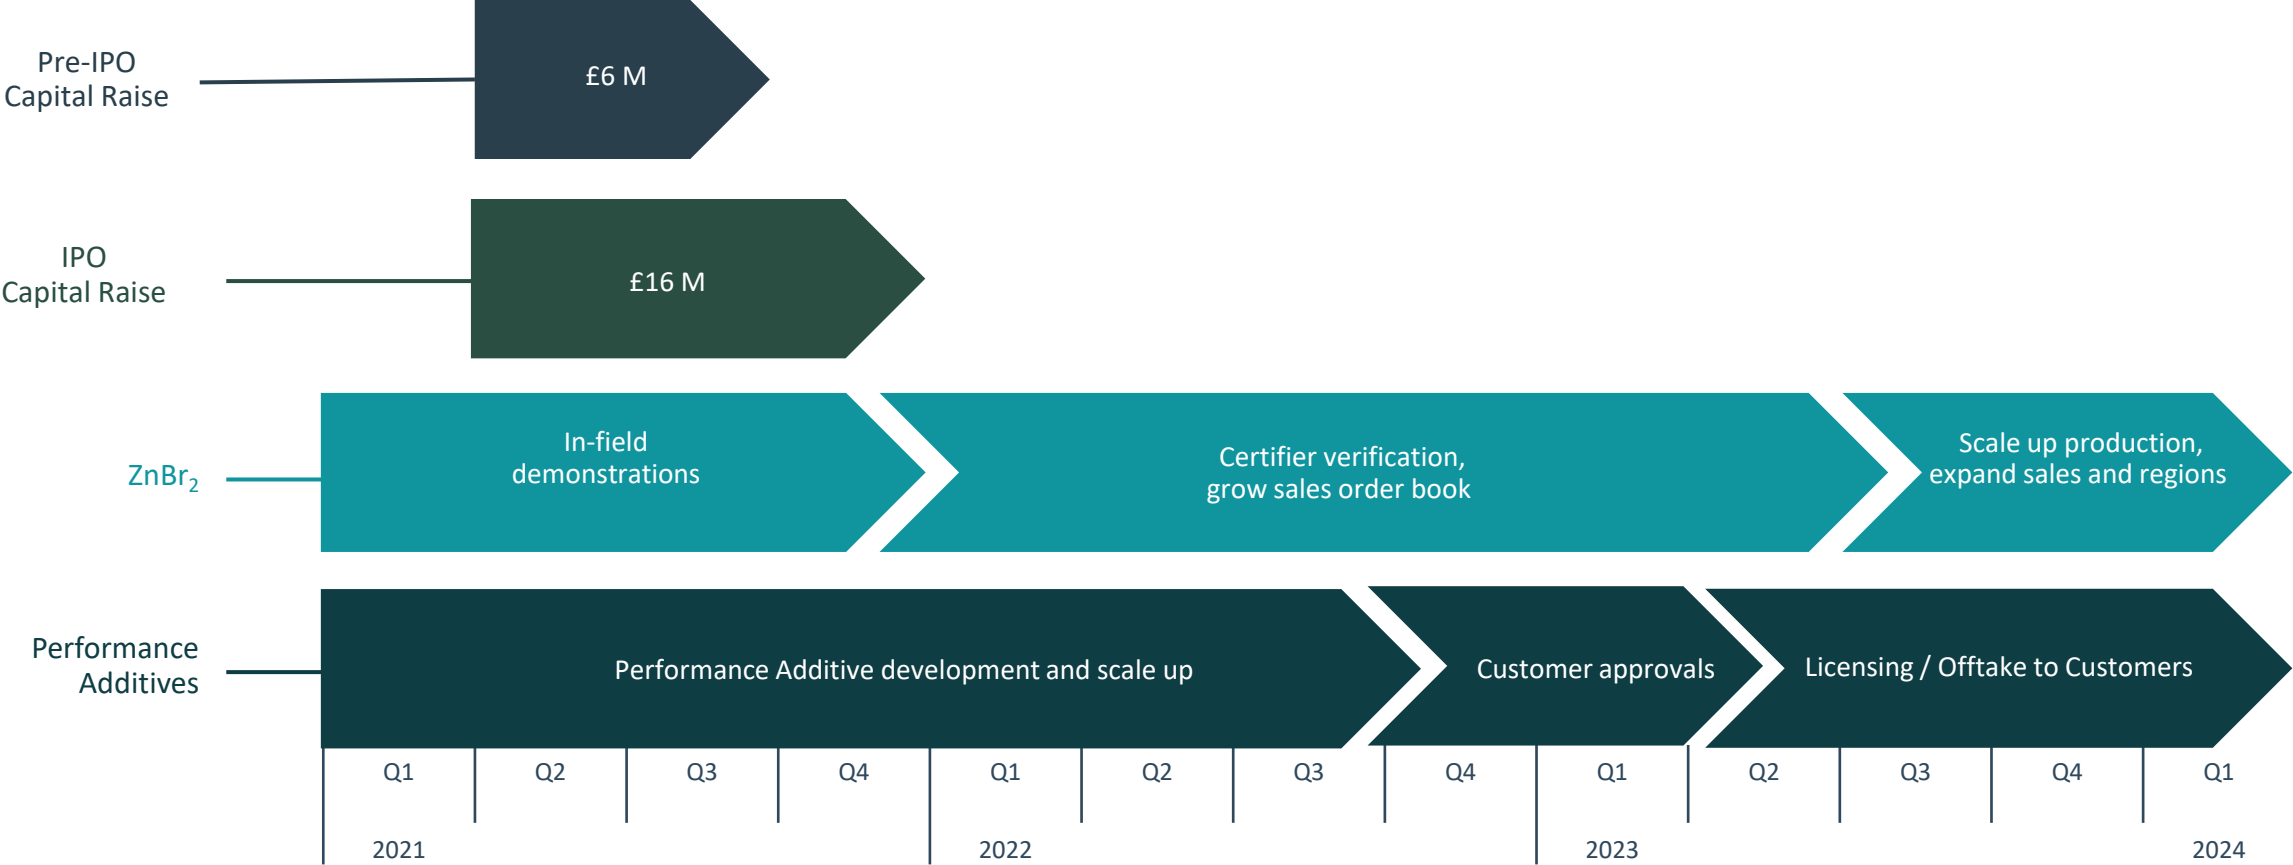 Pre-IPO
Capital Raise
£6 M
IPO
Capital Raise
£16 M
ZnBr₂
In-field
demonstrations
Certifier verification,
grow sales order book
Scale up production,
expand sales and regions
Performance
Additives
Performance Additive development and scale up
Customer approvals
Licensing / Offtake to Customers
Q1 Q2 Q3 Q4 Q1 Q2 Q3 Q4 Q1 Q2 Q3 Q4 Q1
2021 2022 2023 2024